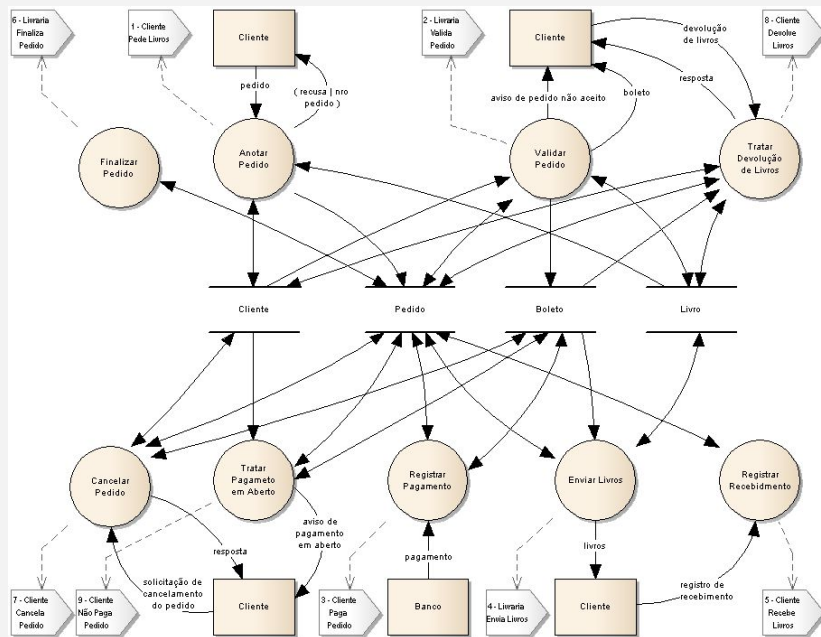 6 - Livraria
Finaliza
Pedido
1 - Cliente
Pede Livros
Cliente
2 - Livraria
Valida
Pedido
Cliente
devolução
de livros
8 - Cliente
Devolve
Livros
pedido
( recusa | nro
pedido )
aviso de pedido não aceito
boleto
resposta
Finalizar
Pedido
Anotar
Pedido
Validar
Pedido
Tratar
Devolução
de Livros
Cliente
Pedido
Boleto
Livro
Cancelar
Pedido
Tratar
Pagameto
em Aberto
Registrar
Pagamento
Enviar Livros
Registrar
Recebidmento
aviso de
pagamento
em aberto
resposta
pagamento
livros
solicitação de
cancelamento
do pedido
registro de
recebimento
7 - Cliente
Cancela
Pedido
9 - Cliente
Não Paga
Pedido
Cliente
3 - Cliente
Paga
Pedido
Banco
4 - Livraria
Envia Livros
Cliente
5 - Cliente
Recebe
Livros